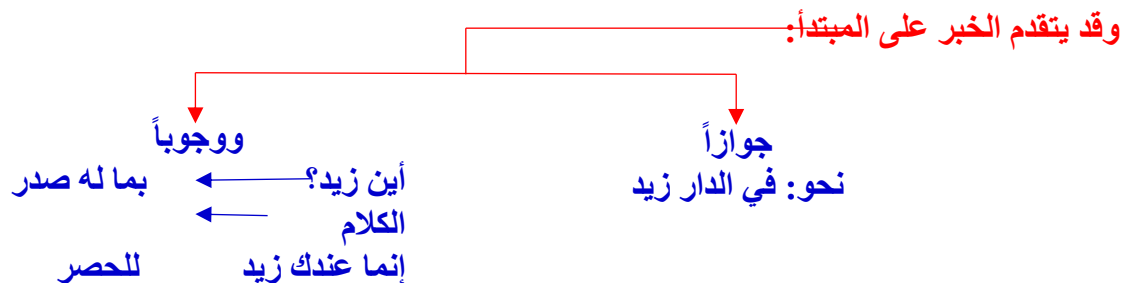 وقد يتقدم الخبر على المبتدأ:
جوازاً
نحو: في الدار زيد
ووجوباً
أين زيد؟ بما له صدر
الكلام
إنما عندك زيد للحصر